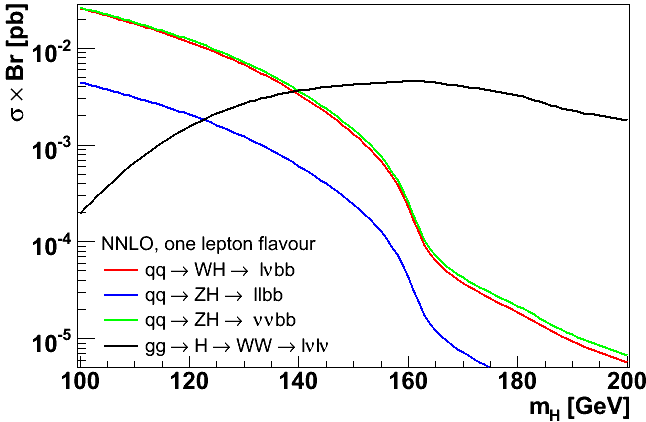 σ × Br [pb]
10⁻²
10⁻³
10⁻⁴
10⁻⁵
NNLO, one lepton flavour
qq → WH → lνbb
qq → ZH → llbb
qq → ZH → ννbb
gg → H → WW → lνlν
100 120 140 160 180 200
m_H [GeV]